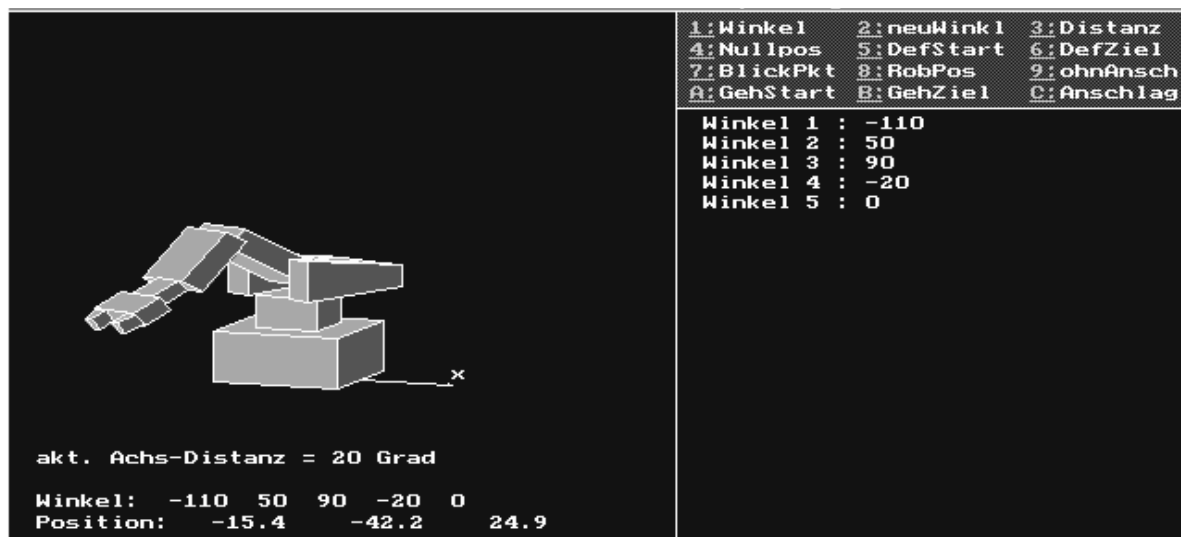 1:Winkel 2:neuWinkl 3:Distanz
4:Nullpos 5:DefStart 6:DefZiel
7:BlickPkt 8:RobPos 9:ohnAnsch
A:GehStart B:GehZiel C:Anschlag
Winkel 1 : -110
Winkel 2 : 50
Winkel 3 : 90
Winkel 4 : -20
Winkel 5 : 0
x
akt. Achs-Distanz = 20 Grad
Winkel: -110 50 90 -20 0
Position: -15.4 -42.2 24.9